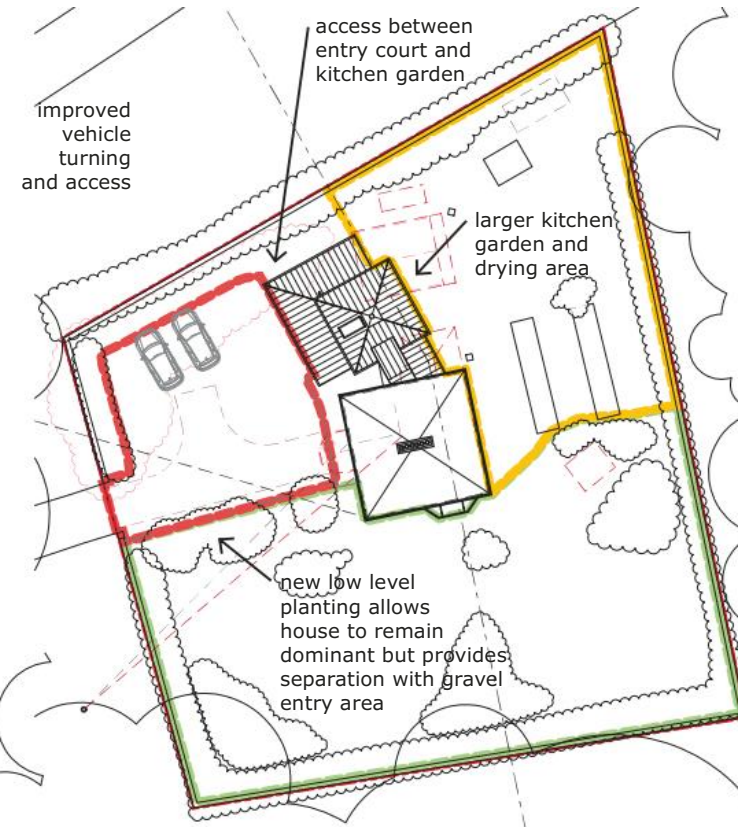 access between
entry court and
kitchen garden
improved
vehicle
turning
and access
larger kitchen
garden and
drying area
new low level
planting allows
house to remain
dominant but provides
separation with gravel
entry area